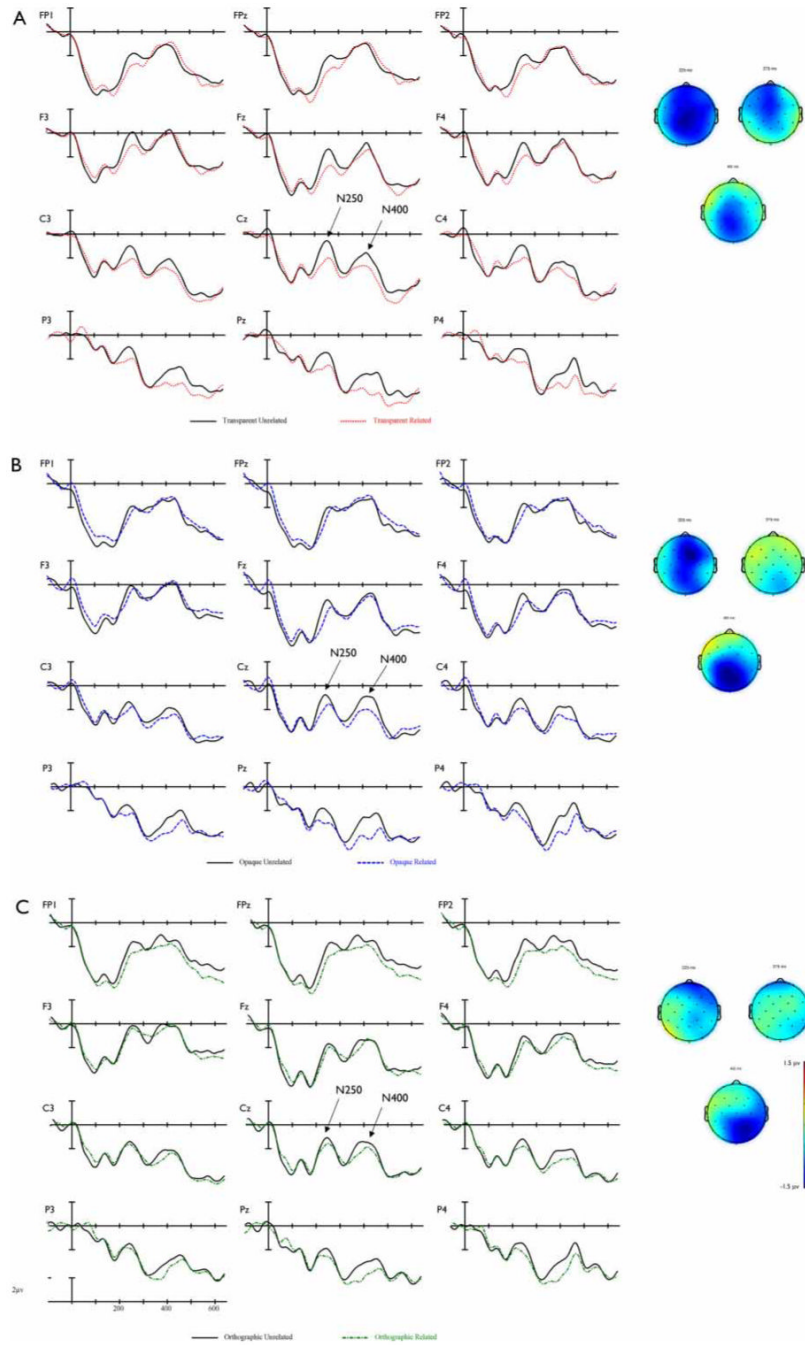 A
FP1 FPz FP2
F3 Fz F4
N250 N400
C3 Cz C4
P3 Pz P4
Transparent Unrelated Transparent Related
B
FP1 FPz FP2
F3 Fz F4
N250 N400
C3 Cz C4
P3 Pz P4
Opaque Unrelated Opaque Related
C
FP1 FPz FP2
F3 Fz F4
1.5 µv
N250 N400
C3 Cz C4
-1.5 µv
P3 Pz P4
2µv
200 400 600
Orthographic Unrelated Orthographic Related